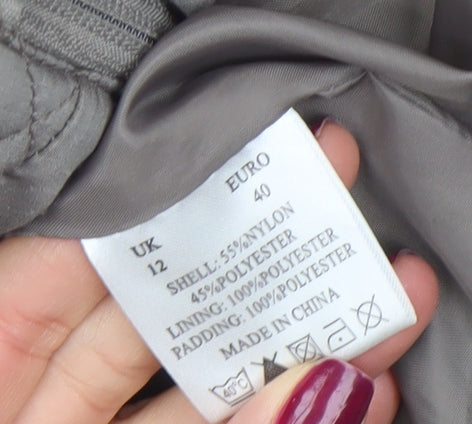 UK EURO
12 40
SHELL: 55%NYLON
45%POLYESTER
LINING: 100%POLYESTER
PADDING: 100%POLYESTER
MADE IN CHINA
40°C